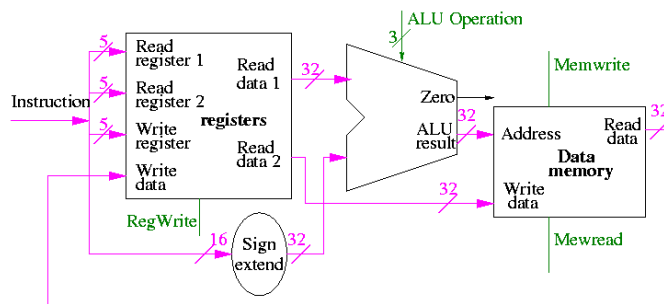 ALU Operation
3
5
Read
register 1
Read
data 1
32
Zero
Memwrite
5
Read
register 2
Instruction
registers
5
Write
register
Read
data 2
Write
data
ALU
result
32
Address
Read
data
32
Data
memory
Write
data
32
RegWrite
16
Sign
extend
32
Mewread